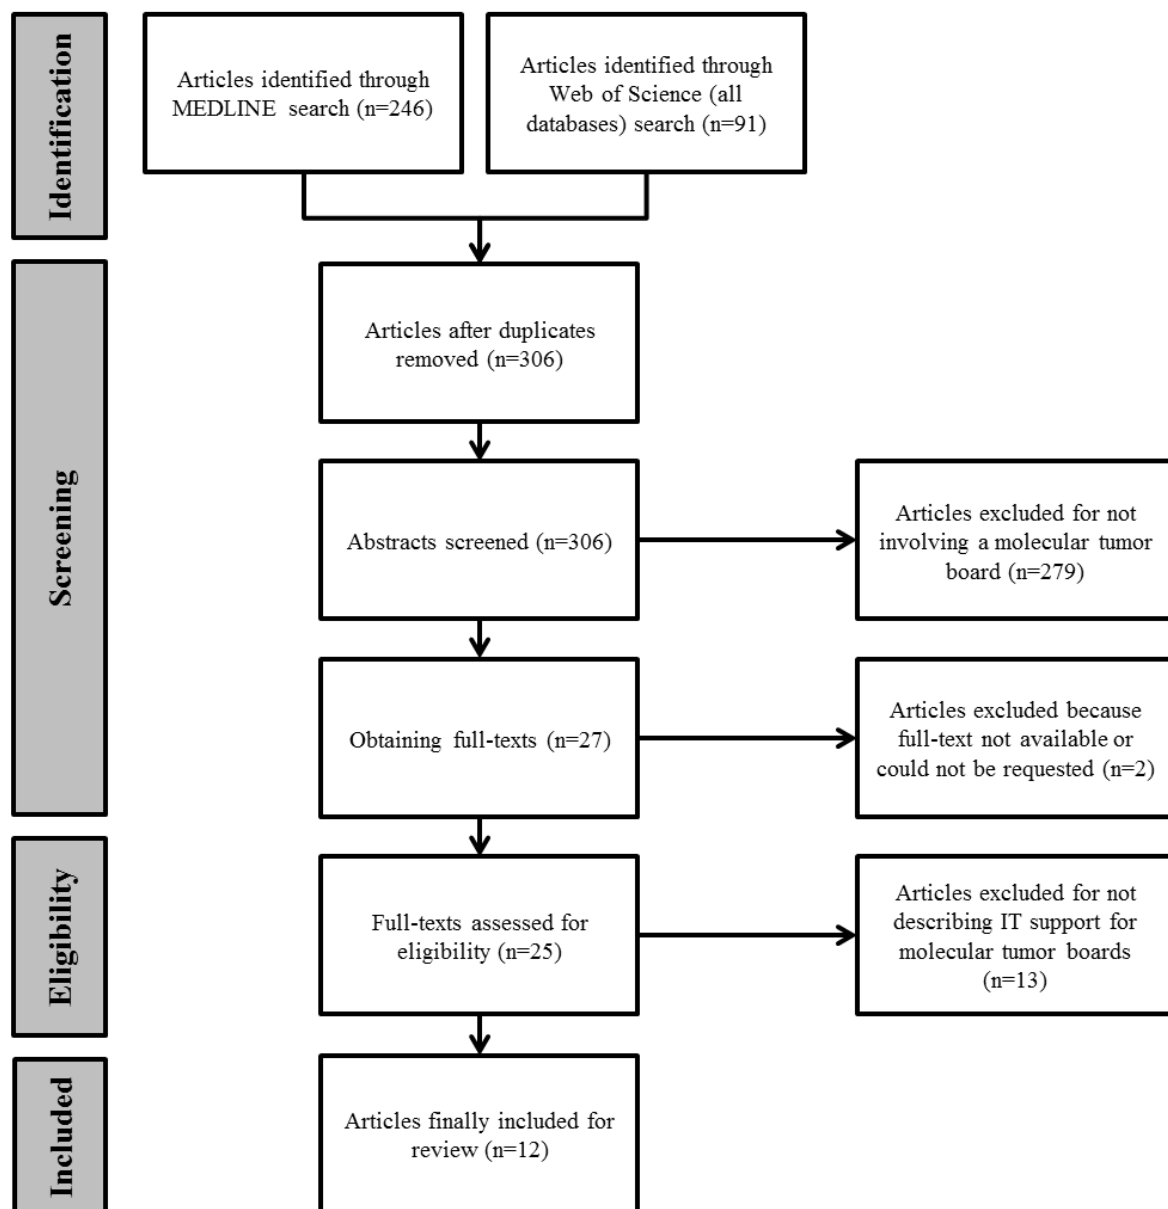 Identification
Articles identified through
MEDLINE search (n=246)
Articles identified through
Web of Science (all
databases) search (n=91)
Screening
Articles after duplicates
removed (n=306)
Abstracts screened (n=306)
Articles excluded for not
involving a molecular tumor
board (n=279)
Obtaining full-texts (n=27)
Articles excluded because
full-text not available or
could not be requested (n=2)
Eligibility
Full-texts assessed for
eligibility (n=25)
Articles excluded for not
describing IT support for
molecular tumor boards
(n=13)
Included
Articles finally included for
review (n=12)